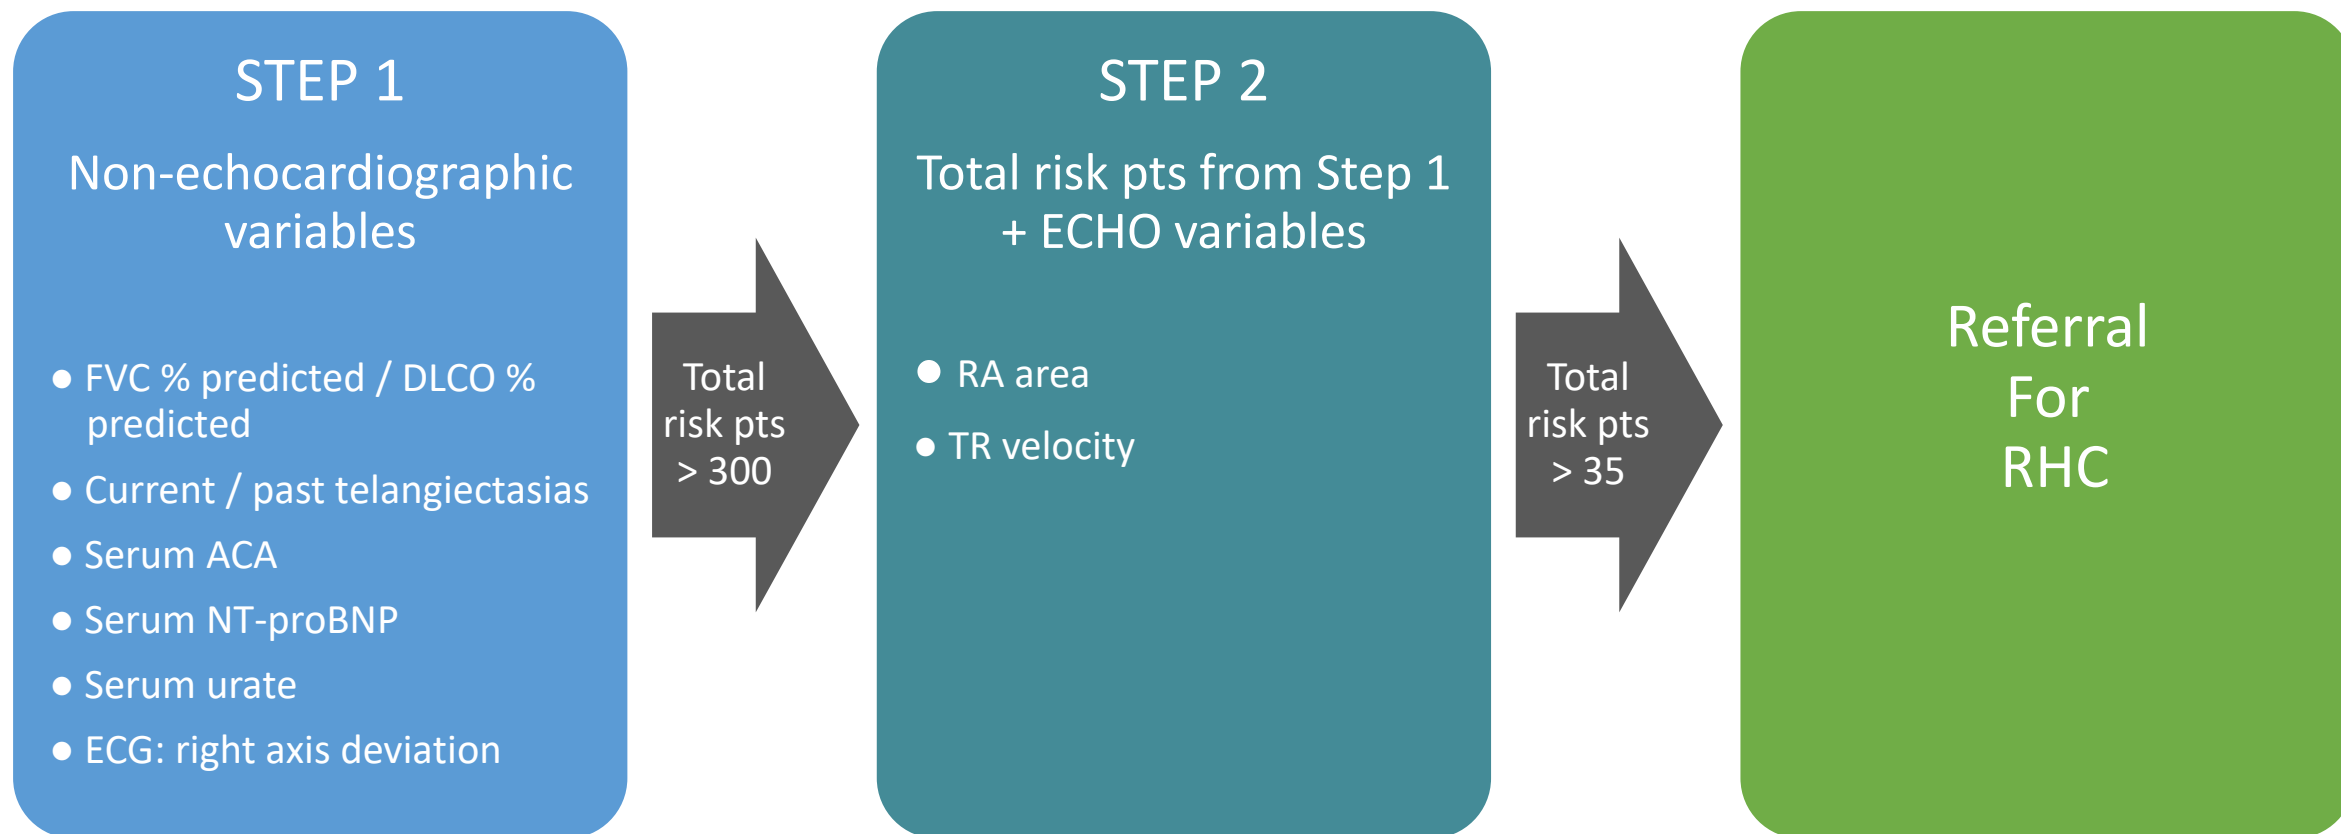 STEP 1
Non-echocardiographic
variables
● FVC % predicted / DLCO %
predicted
● Current / past telangiectasias
● Serum ACA
● Serum NT-proBNP
● Serum urate
● ECG: right axis deviation
Total
risk pts
> 300
STEP 2
Total risk pts from Step 1
+ ECHO variables
● RA area
● TR velocity
Total
risk pts
> 35
Referral
For
RHC